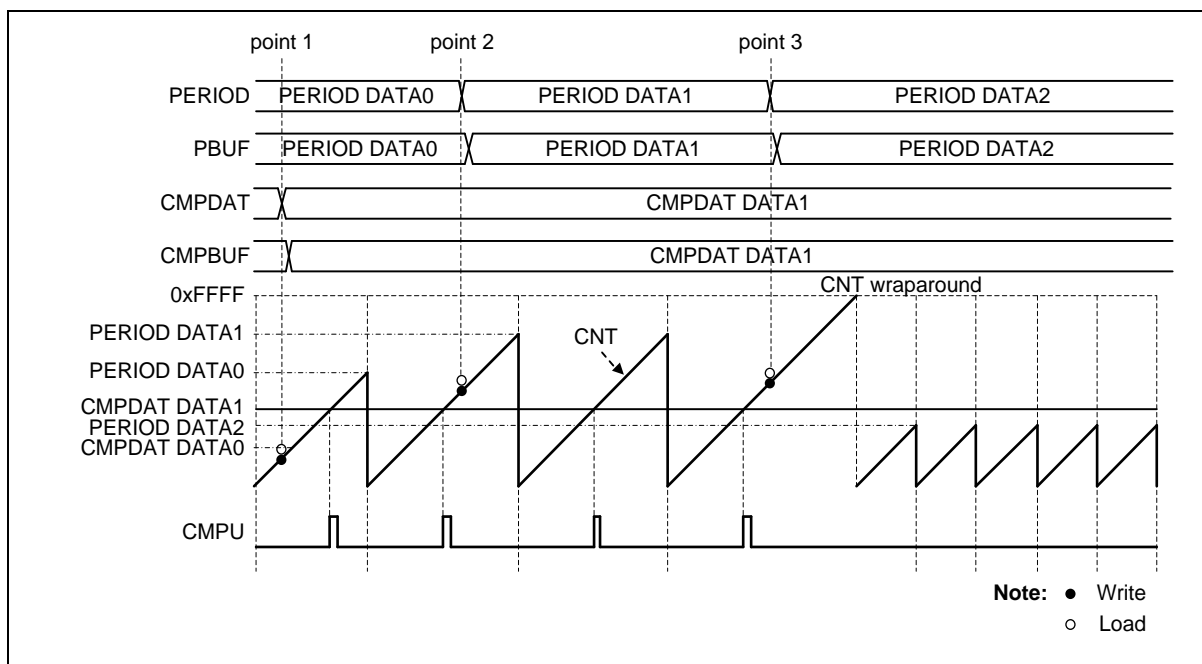 point 1 point 2 point 3
PERIOD PERIOD DATA0 PERIOD DATA1 PERIOD DATA2
PBUF PERIOD DATA0 PERIOD DATA1 PERIOD DATA2
CMPDAT CMPDAT DATA1
CMPBUF CMPDAT DATA1
0xFFFF CNT wraparound
PERIOD DATA1 CNT
PERIOD DATA0
CMPDAT DATA1
PERIOD DATA2
CMPDAT DATA0
CMPU
Note: ● Write
○ Load